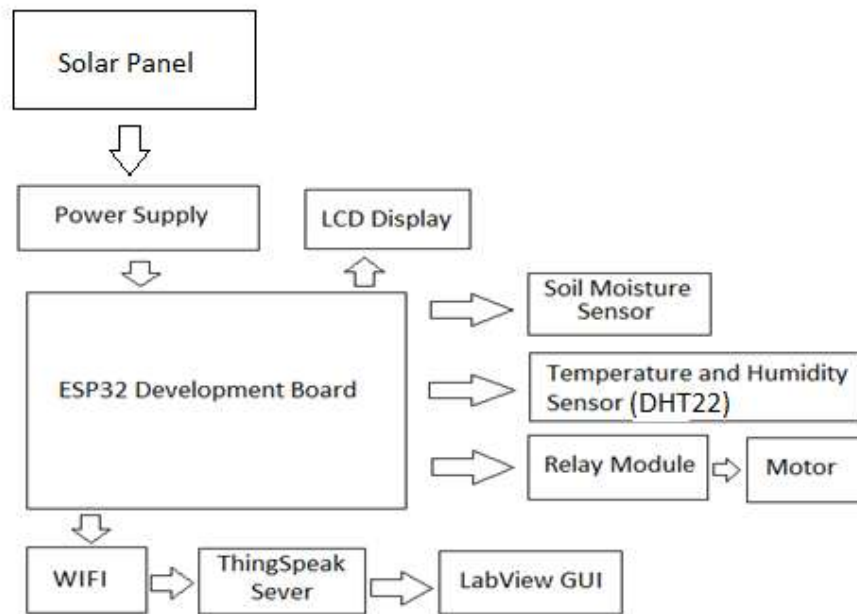 Solar Panel
Power Supply
LCD Display
Soil Moisture
Sensor
ESP32 Development Board
Temperature and Humidity
Sensor (DHT22)
Relay Module
Motor
WIFI
ThingSpeak
Sever
LabView GUI